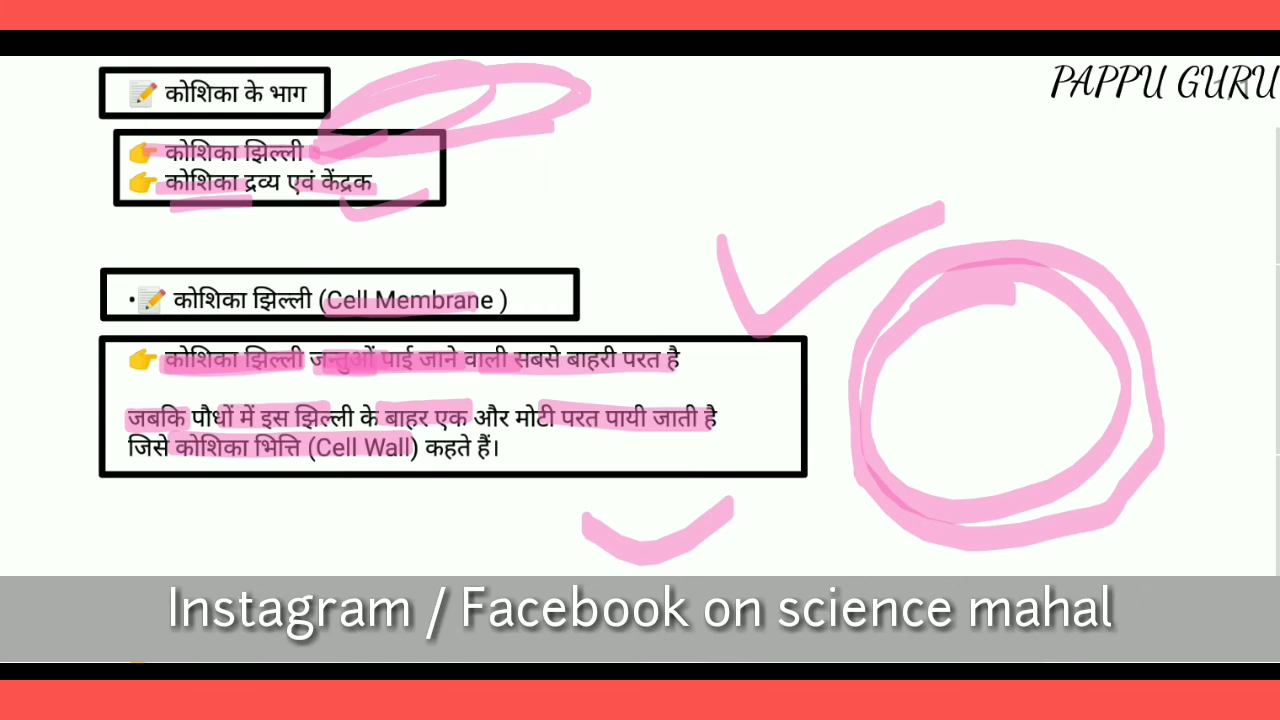 PAPPU GURU
📝 कोशिका के भाग
👉 कोशिका झिल्ली
👉 कोशिका द्रव्य एवं केंद्रक
•📝 कोशिका झिल्ली (Cell Membrane )
👉 कोशिका झिल्ली जन्तुओं पाई जाने वाली सबसे बाहरी परत है
जबकि पौधों में इस झिल्ली के बाहर एक और मोटी परत पायी जाती है
जिसे कोशिका भित्ति (Cell Wall) कहते हैं।
Instagram / Facebook on science mahal